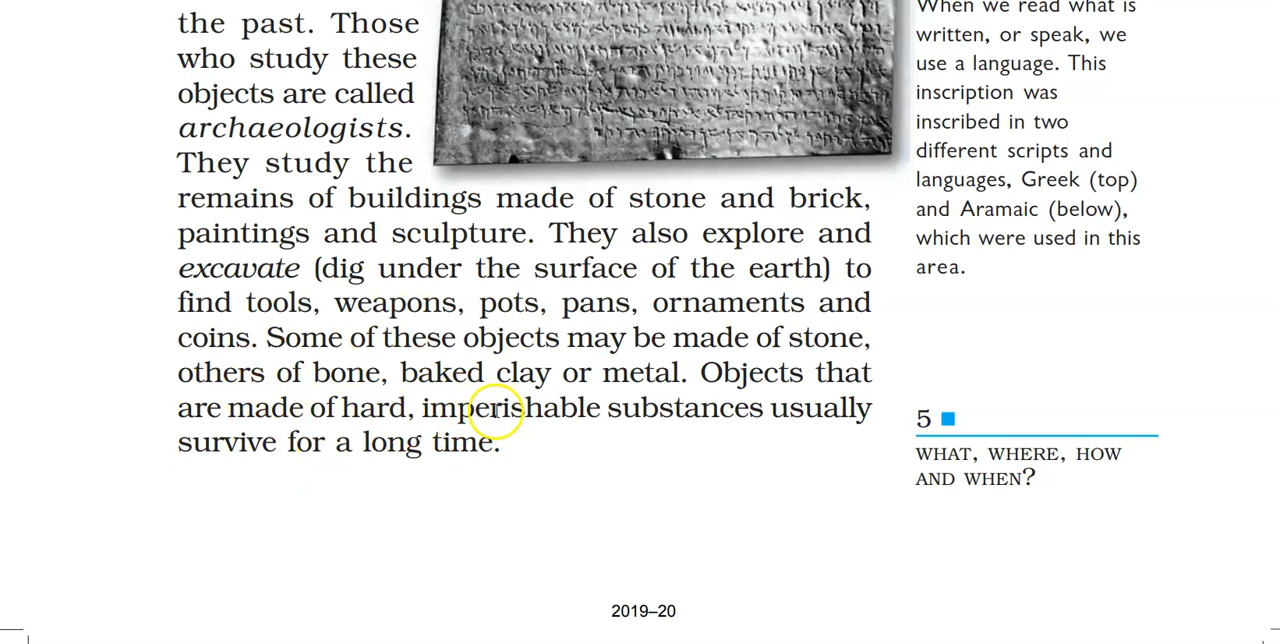 the past. Those
who study these
objects are called
archaeologists.
They study the
remains of buildings made of stone and brick,
paintings and sculpture. They also explore and
excavate (dig under the surface of the earth) to
find tools, weapons, pots, pans, ornaments and
coins. Some of these objects may be made of stone,
others of bone, baked clay or metal. Objects that
are made of hard, imperishable substances usually
survive for a long time.
When we read what is
written, or speak, we
use a language. This
inscription was
inscribed in two
different scripts and
languages, Greek (top)
and Aramaic (below),
which were used in this
area.
5
WHAT, WHERE, HOW
AND WHEN?
2019–20